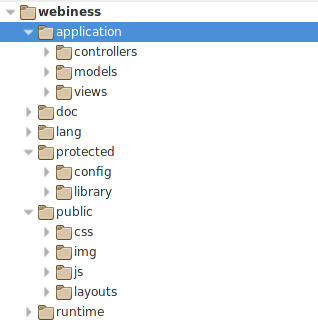 webiness
application
controllers
models
views
doc
lang
protected
config
library
public
css
img
js
layouts
runtime